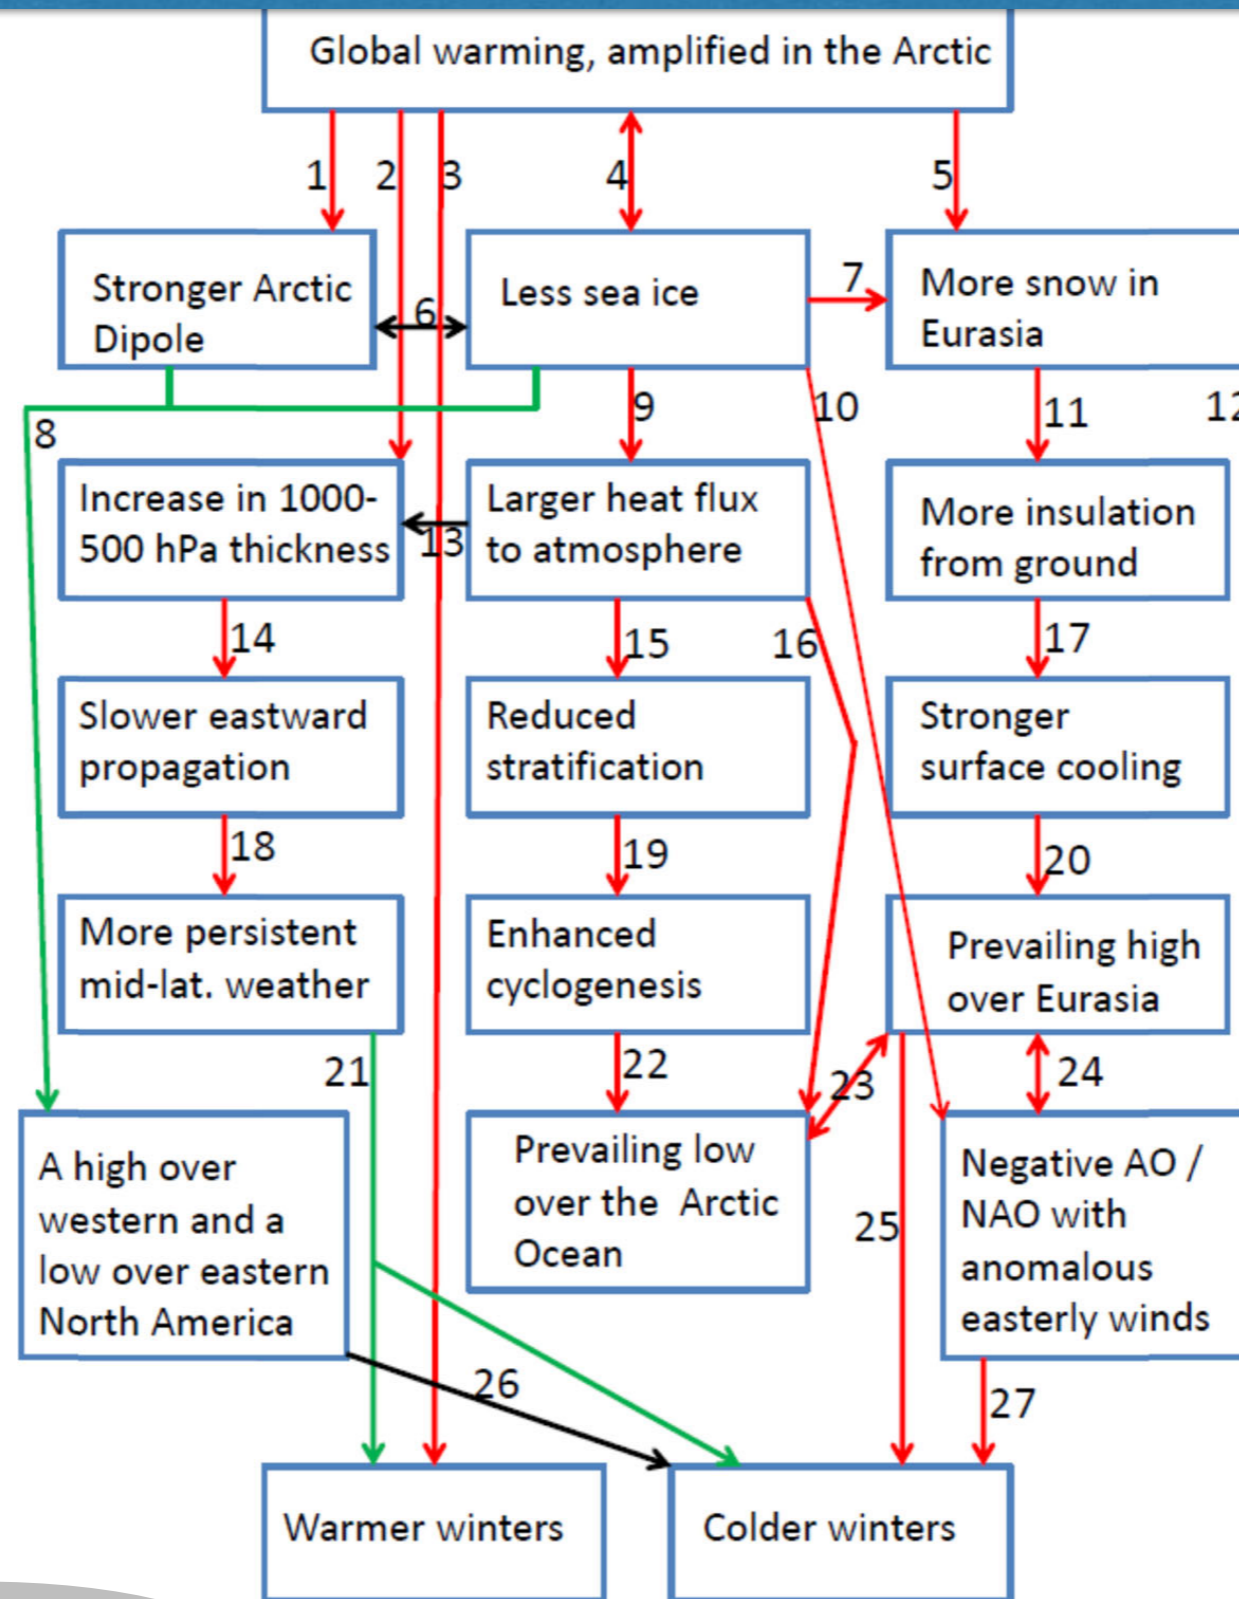 Global warming, amplified in the Arctic
1
2
3
4
5
Stronger Arctic
Dipole
6
Less sea ice
7
More snow in
Eurasia
8
9
10
11
12
Increase in 1000-
500 hPa thickness
13
Larger heat flux
to atmosphere
More insulation
from ground
14
15
16
17
Slower eastward
propagation
Reduced
stratification
Stronger
surface cooling
18
19
20
More persistent
mid-lat. weather
Enhanced
cyclogenesis
Prevailing high
over Eurasia
21
22
23
24
A high over
western and a
low over eastern
North America
Prevailing low
over the Arctic
Ocean
25
Negative AO /
NAO with
anomalous
easterly winds
26
27
Warmer winters
Colder winters